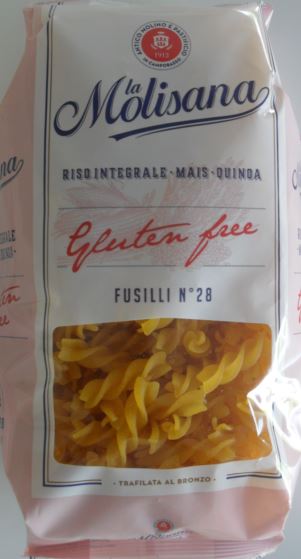 ANTICO MOLINO E PASTIFICIO
1912
IN CAMPOBASSO
la
Molisana
RISO INTEGRALE • MAIS • QUINOA
Gluten free
FUSILLI N°28
• TRAFILATA AL BRONZO •